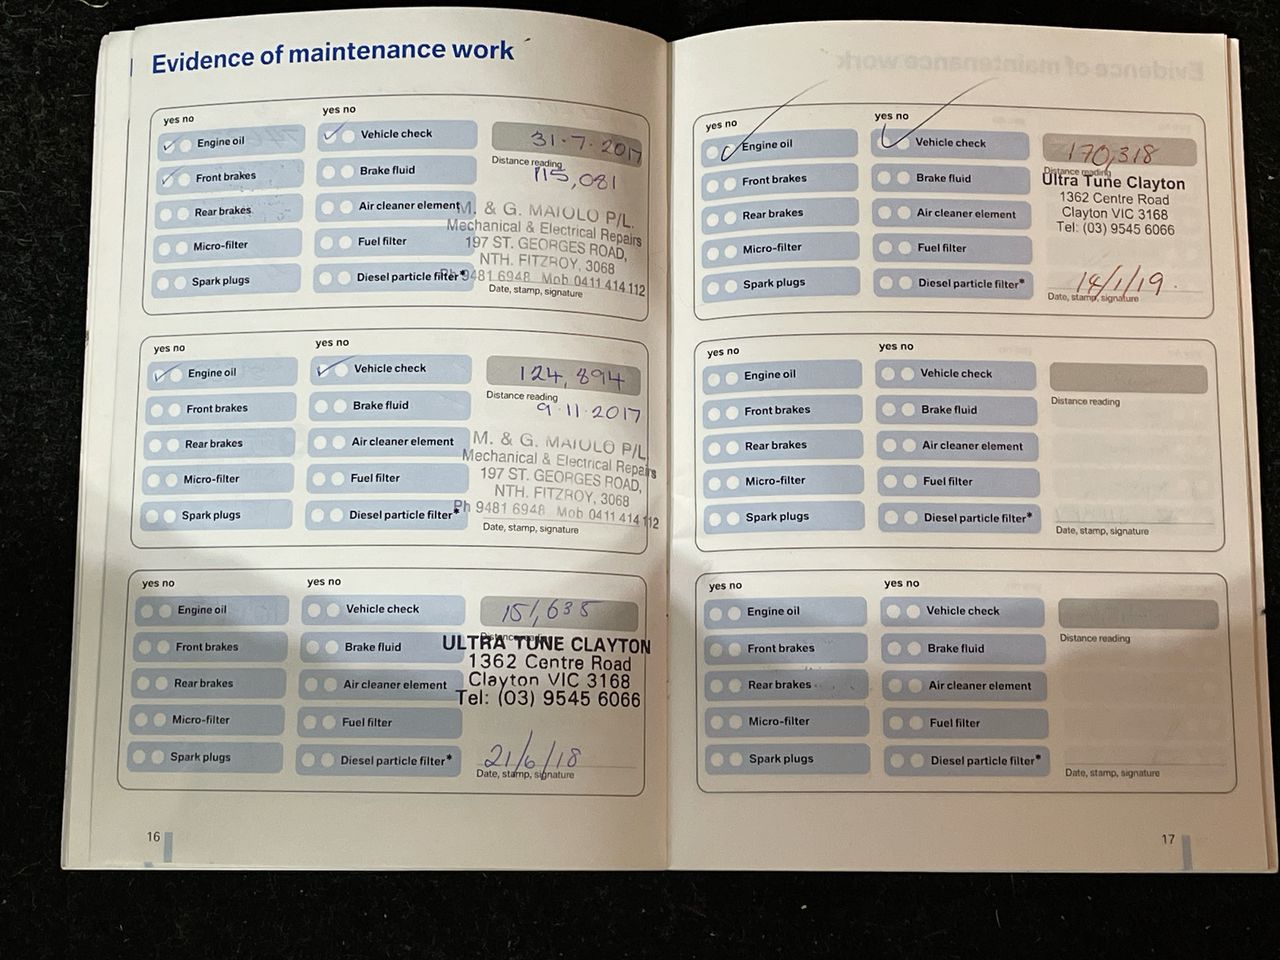 Evidence of maintenance work
yes no
yes no
Engine oil
Vehicle check
31-7-2017
Distance reading
Front brakes
Brake fluid
115,081
Rear brakes
Air cleaner element
M. & G. MAIOLO P/L.
Mechanical & Electrical Repairs
Micro-filter
Fuel filter
197 ST. GEORGES ROAD,
NTH. FITZROY, 3068
Spark plugs
Diesel particle filter*
Ph 9481 6948 Mob 0411 414 112
Date, stamp, signature
yes no
yes no
Engine oil
Vehicle check
124,894
Distance reading
Front brakes
Brake fluid
9-11-2017
Rear brakes
Air cleaner element
M. & G. MAIOLO P/L
Mechanical & Electrical Repairs
Micro-filter
Fuel filter
197 ST. GEORGES ROAD,
NTH. FITZROY, 3068
Spark plugs
Diesel particle filter*
Ph 9481 6948 Mob 0411 414 112
Date, stamp, signature
yes no
yes no
Engine oil
Vehicle check
151,635
Front brakes
Brake fluid
ULTRA TUNE CLAYTON
1362 Centre Road
Rear brakes
Air cleaner element
Clayton VIC 3168
Tel: (03) 9545 6066
Micro-filter
Fuel filter
Spark plugs
Diesel particle filter*
21/6/18
Date, stamp, signature
16
yes no
yes no
Engine oil
Vehicle check
170,318
Distance reading
Front brakes
Brake fluid
Ultra Tune Clayton
1362 Centre Road
Rear brakes
Air cleaner element
Clayton VIC 3168
Tel: (03) 9545 6066
Micro-filter
Fuel filter
Spark plugs
Diesel particle filter*
14/1/19.
Date, stamp, signature
yes no
yes no
Engine oil
Vehicle check
Distance reading
Front brakes
Brake fluid
Rear brakes
Air cleaner element
Micro-filter
Fuel filter
Spark plugs
Diesel particle filter*
Date, stamp, signature
yes no
yes no
Engine oil
Vehicle check
Distance reading
Front brakes
Brake fluid
Rear brakes
Air cleaner element
Micro-filter
Fuel filter
Spark plugs
Diesel particle filter*
Date, stamp, signature
17